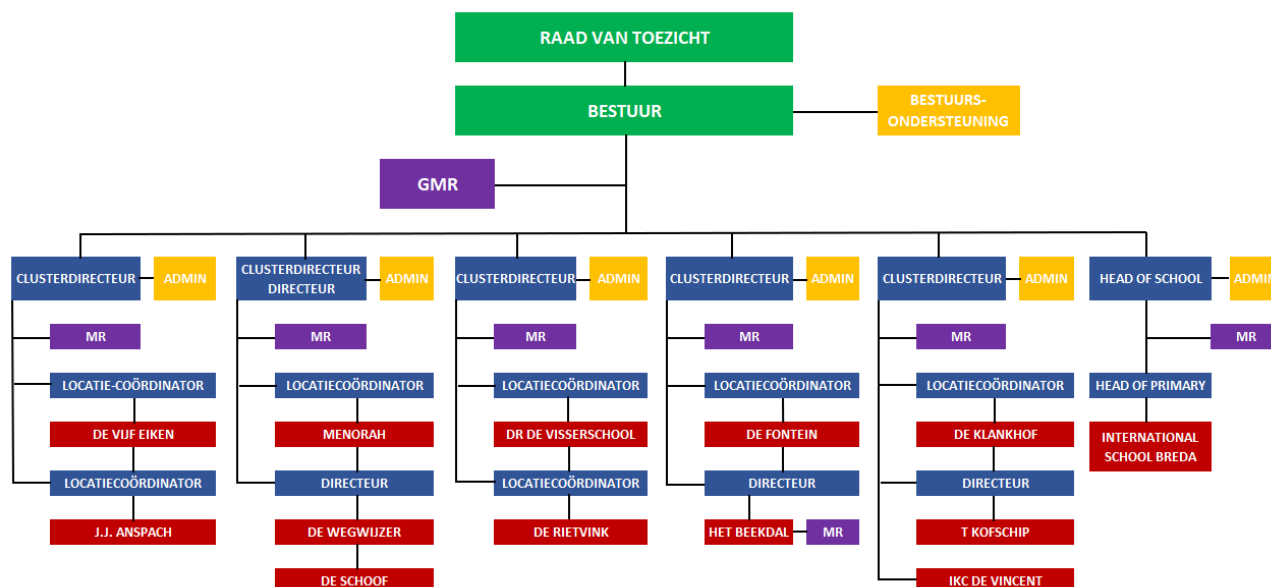 RAAD VAN TOEZICHT
BESTUUR
BESTUURS-
ONDERSTEUNING
GMR
CLUSTERDIRECTEUR
ADMIN
CLUSTERDIRECTEUR
DIRECTEUR
ADMIN
CLUSTERDIRECTEUR
ADMIN
CLUSTERDIRECTEUR
ADMIN
CLUSTERDIRECTEUR
ADMIN
HEAD OF SCHOOL
ADMIN
MR
MR
MR
MR
MR
MR
LOCATIE-COÖRDINATOR
LOCATIECOÖRDINATOR
LOCATIECOÖRDINATOR
LOCATIECOÖRDINATOR
LOCATIECOÖRDINATOR
HEAD OF PRIMARY
DE VIJF EIKEN
MENORAH
DR DE VISSERSCHOOL
DE FONTEIN
DE KLANKHOF
INTERNATIONAL
SCHOOL BREDA
LOCATIECOÖRDINATOR
DIRECTEUR
LOCATIECOÖRDINATOR
DIRECTEUR
DIRECTEUR
J.J. ANSPACH
DE WEGWIJZER
DE RIETVINK
HET BEEKDAL
MR
T KOFSCHIP
DE SCHOOF
IKC DE VINCENT